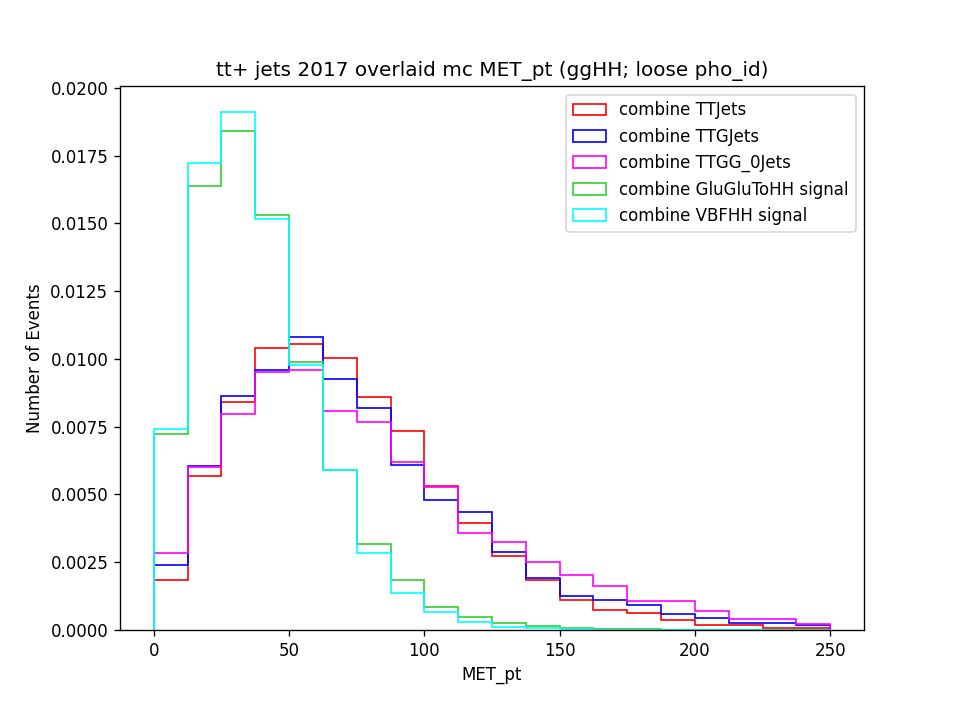 tt+ jets 2017 overlaid mc MET_pt (ggHH; loose pho_id)
combine TTJets
combine TTGJets
combine TTGG_0Jets
combine GluGluToHH signal
combine VBFHH signal
Number of Events
0.0200
0.0175
0.0150
0.0125
0.0100
0.0075
0.0050
0.0025
0.0000
0 50 100 150 200 250
MET_pt